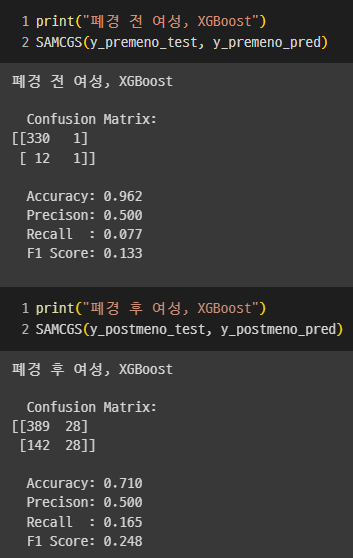 1 print("폐경 전 여성, XGBoost")
2 SAMCGS(y_premeno_test, y_premeno_pred)
폐경 전 여성, XGBoost
Confusion Matrix:
[[330   1]
 [ 12   1]]
Accuracy: 0.962
Precison: 0.500
Recall  : 0.077
F1 Score: 0.133
1 print("폐경 후 여성, XGBoost")
2 SAMCGS(y_postmeno_test, y_postmeno_pred)
폐경 후 여성, XGBoost
Confusion Matrix:
[[389  28]
 [142  28]]
Accuracy: 0.710
Precison: 0.500
Recall  : 0.165
F1 Score: 0.248